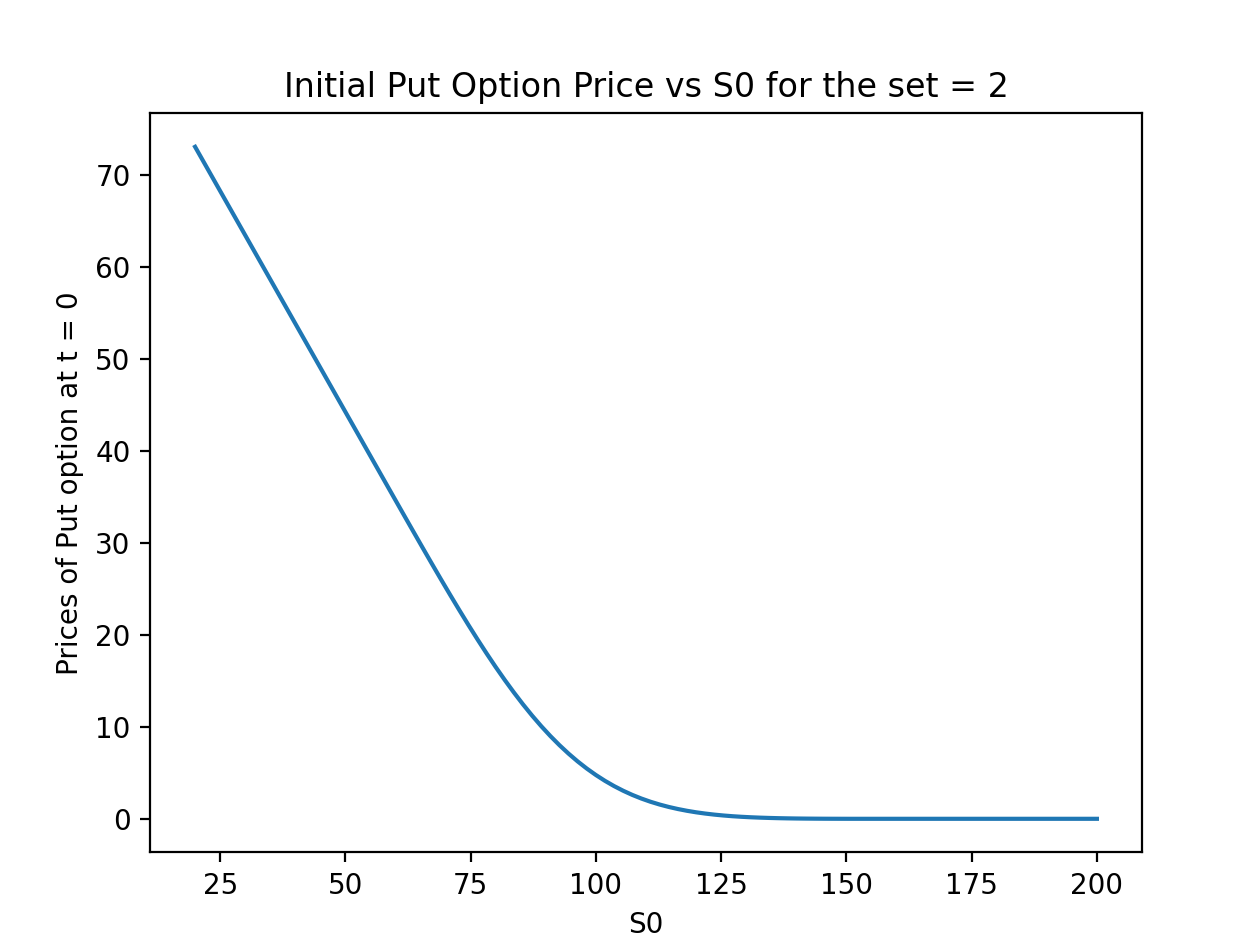 Initial Put Option Price vs S0 for the set = 2
Prices of Put option at t = 0
70
60
50
40
30
20
10
0
25 50 75 100 125 150 175 200
S0